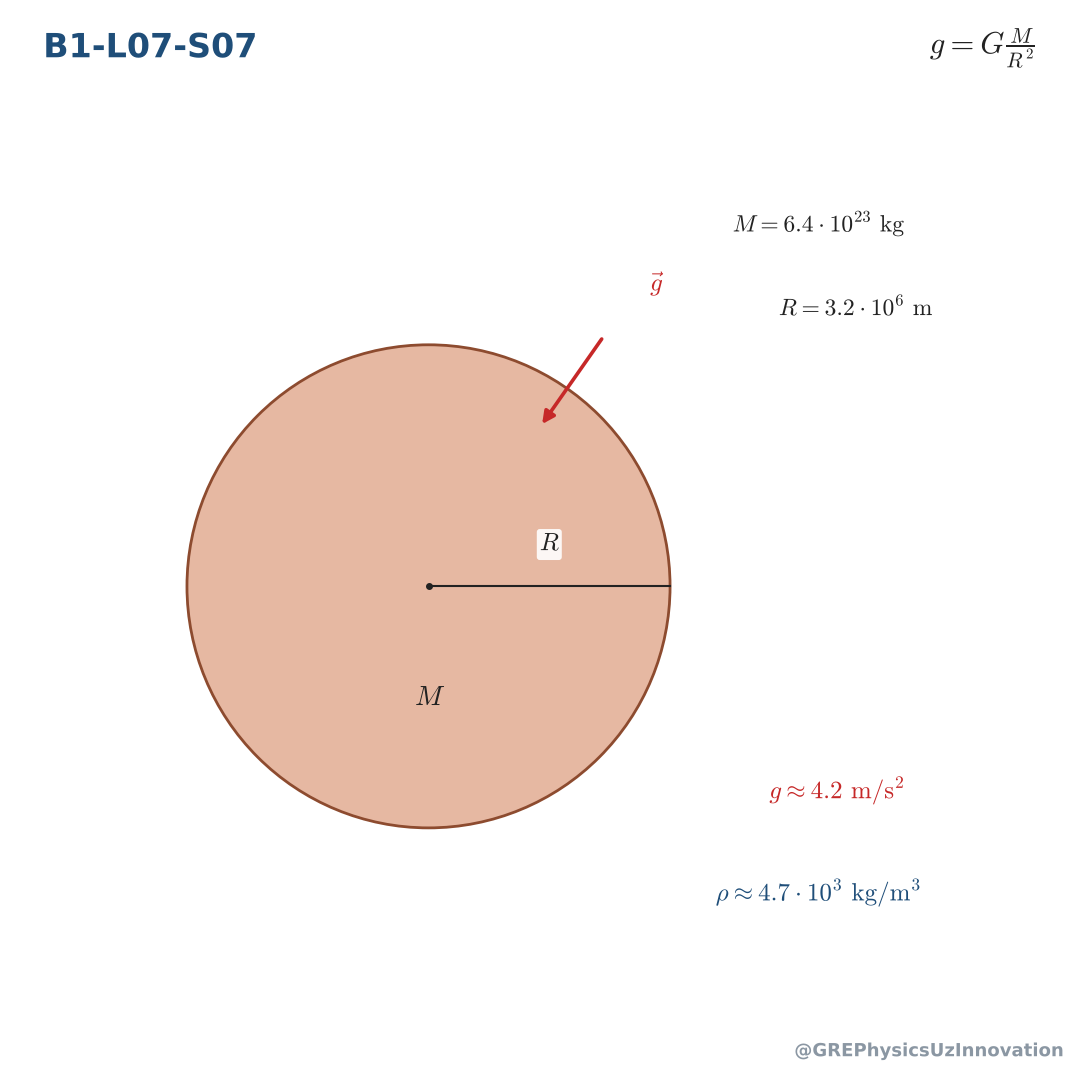 B1-L07-S07
g = G M/R²
M = 6.4 · 10²³ kg
g⃗
R = 3.2 · 10⁶ m
R
M
g ≈ 4.2 m/s²
ρ ≈ 4.7 · 10³ kg/m³
@GREPhysicsUzInnovation